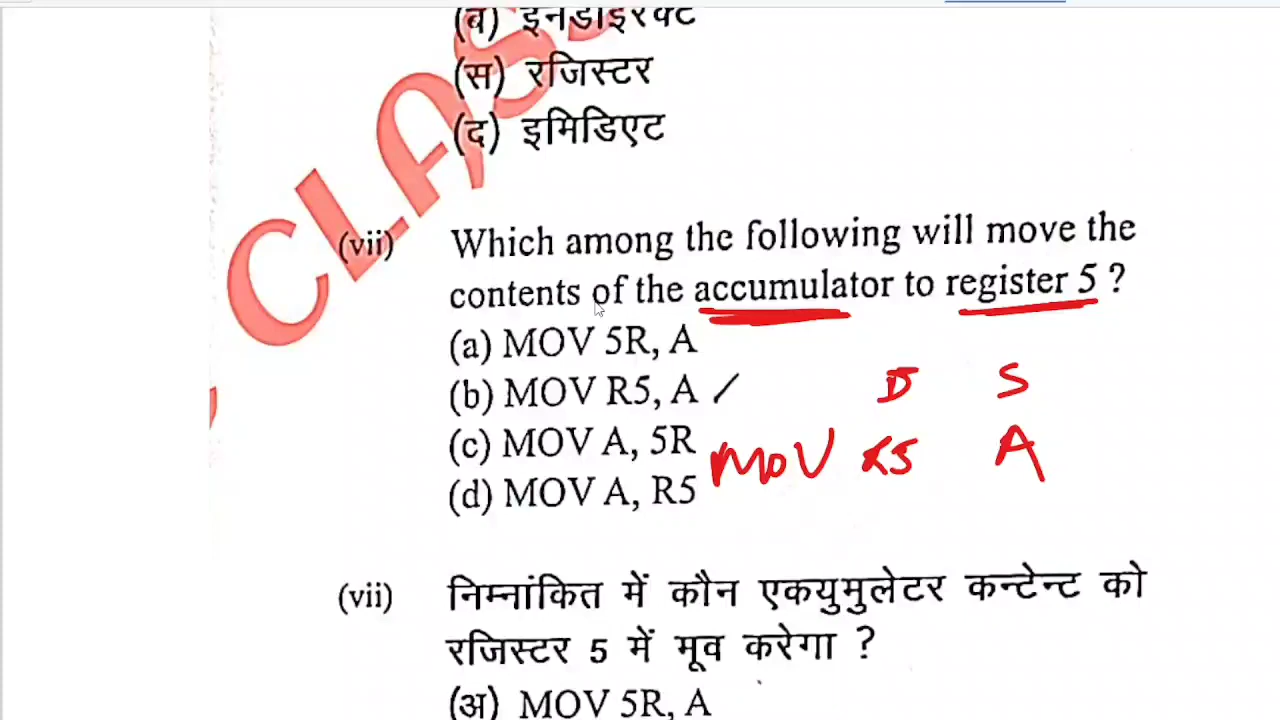 (ब) इनडाइरेक्ट
(स) रजिस्टर
(द) इमिडिएट
CLASS
(vii) Which among the following will move the
contents of the accumulator to register 5 ?
(a) MOV 5R, A
(b) MOV R5, A
D S
(c) MOV A, 5R
MOV R5 A
(d) MOV A, R5
(vii) निम्नांकित में कौन एकयुमुलेटर कन्टेन्ट को
रजिस्टर 5 में मूव करेगा ?
(अ) MOV 5R, A